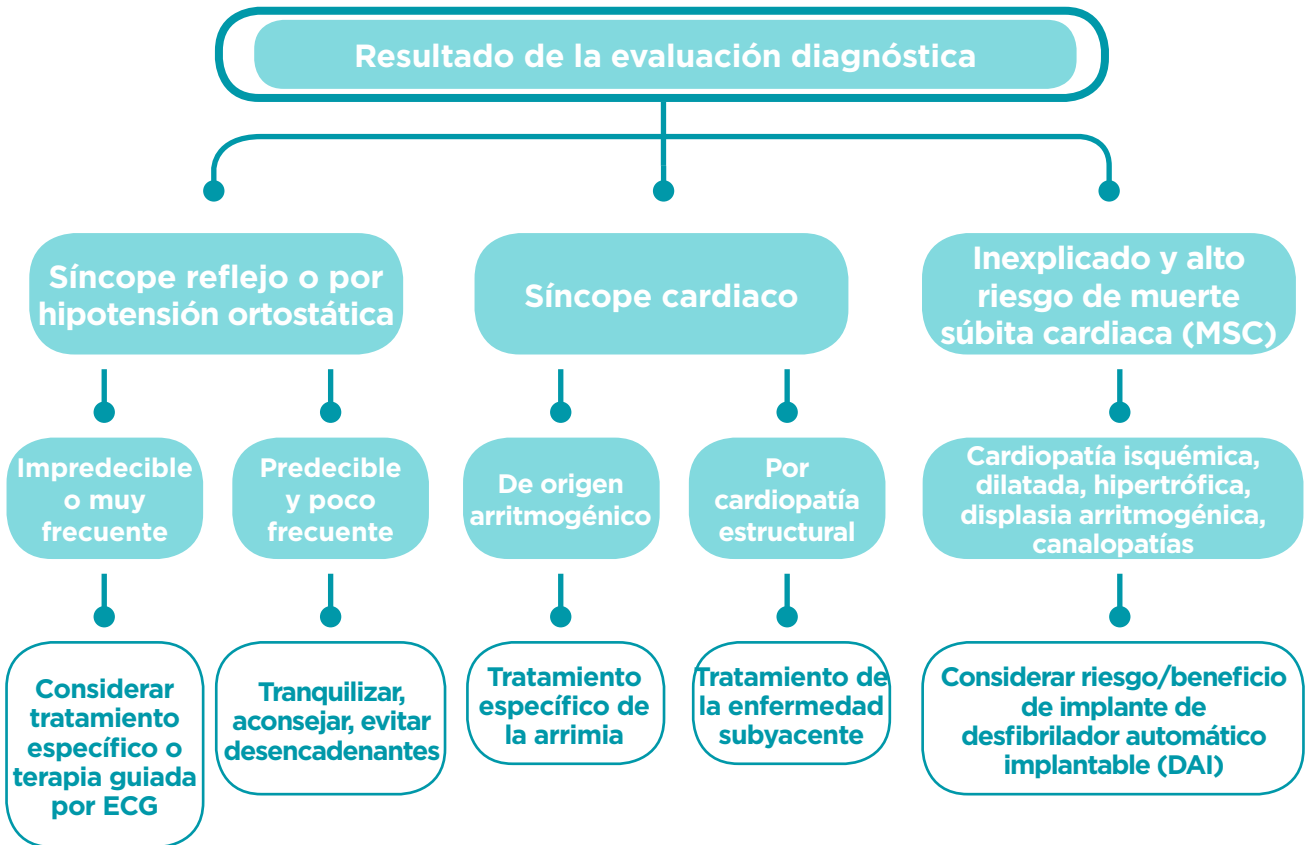 Resultado de la evaluación diagnóstica
Síncope reflejo o por
hipotensión ortostática
Síncope cardiaco
Inexplicado y alto
riesgo de muerte
súbita cardiaca (MSC)
Impredecible
o muy
frecuente
Predecible
y poco
frecuente
De origen
arritmogénico
Por
cardiopatía
estructural
Cardiopatía isquémica,
dilatada, hipertrófica,
displasia arritmogénica,
canalopatías
Considerar
tratamiento
específico o
terapia guiada
por ECG
Tranquilizar,
aconsejar, evitar
desencadenantes
Tratamiento
específico de
la arrimia
Tratamiento de
la enfermedad
subyacente
Considerar riesgo/beneficio
de implante de
desfibrilador automático
implantable (DAI)